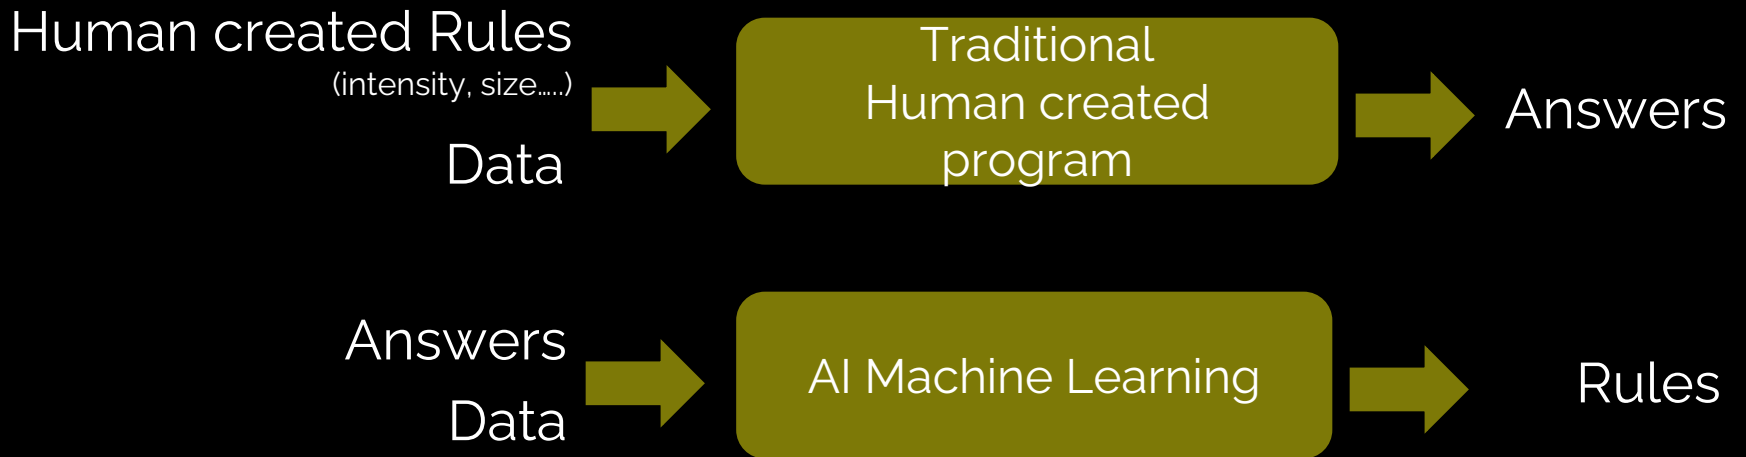 Human created Rules
(intensity, size.....)
Data
Traditional
Human created
program
Answers
Answers
Data
AI Machine Learning
Rules